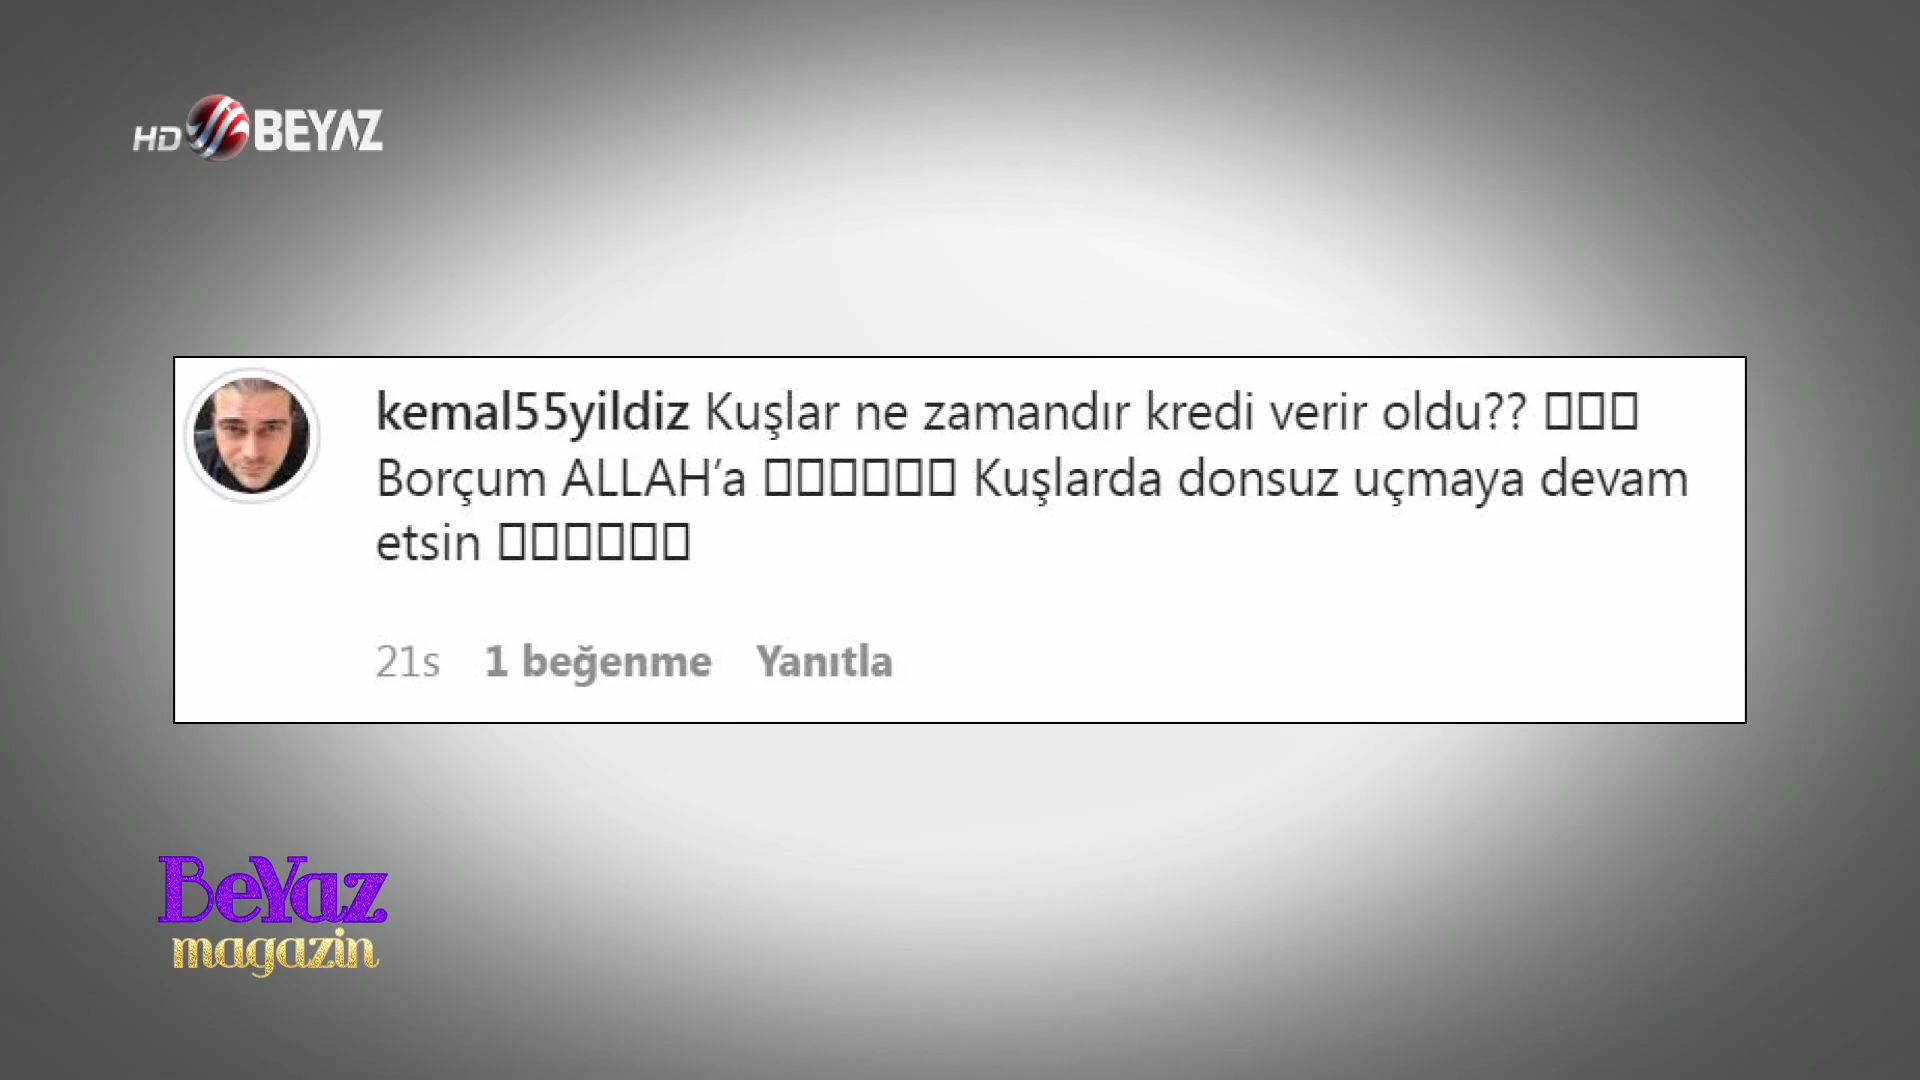 HD BEYAZ
kemal55yildiz Kuşlar ne zamandır kredi verir oldu?? □□□
Borçum ALLAH’a □□□□□□ Kuşlarda donsuz uçmaya devam
etsin □□□□□□
21s 1 beğenme Yanıtla
BeYaz
magazin